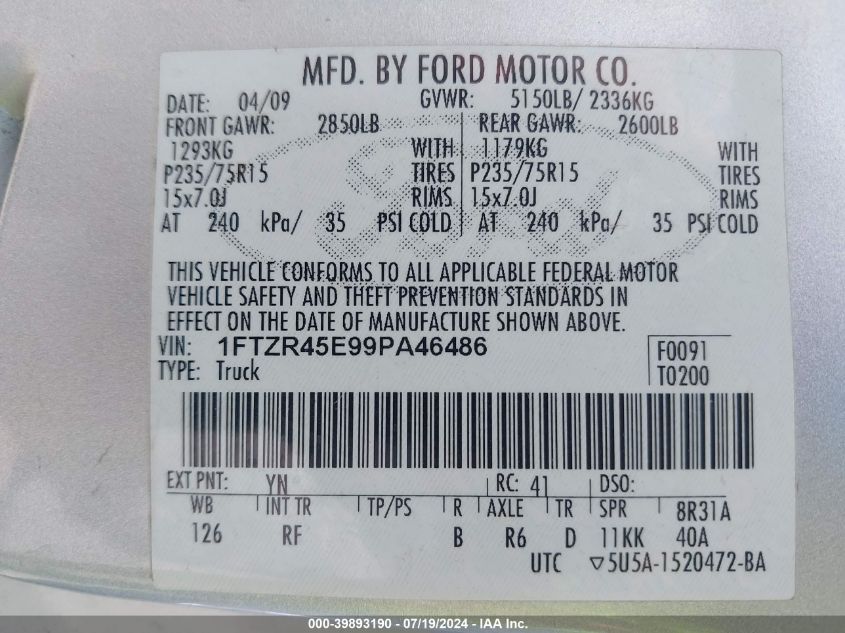 MFD. BY FORD MOTOR CO.
DATE: 04/09 GVWR: 5150LB/ 2336KG
FRONT GAWR: 2850LB REAR GAWR: 2600LB
1293KG WITH 1179KG WITH
P235/75R15 TIRES P235/75R15 TIRES
15x7.0J RIMS 15x7.0J RIMS
AT 240 kPa/ 35 PSI COLD AT 240 kPa/ 35 PSI COLD
THIS VEHICLE CONFORMS TO ALL APPLICABLE FEDERAL MOTOR
VEHICLE SAFETY AND THEFT PREVENTION STANDARDS IN
EFFECT ON THE DATE OF MANUFACTURE SHOWN ABOVE.
VIN: 1FTZR45E99PA46486 F0091
TYPE: Truck T0200
EXT PNT: YN RC: 41 DSO:
WB INT TR TP/PS R AXLE TR SPR 8R31A
126 RF B R6 D 11KK 40A
UTC ▽5U5A-1520472-BA
000-39893190 - 07/19/2024 - IAA Inc.